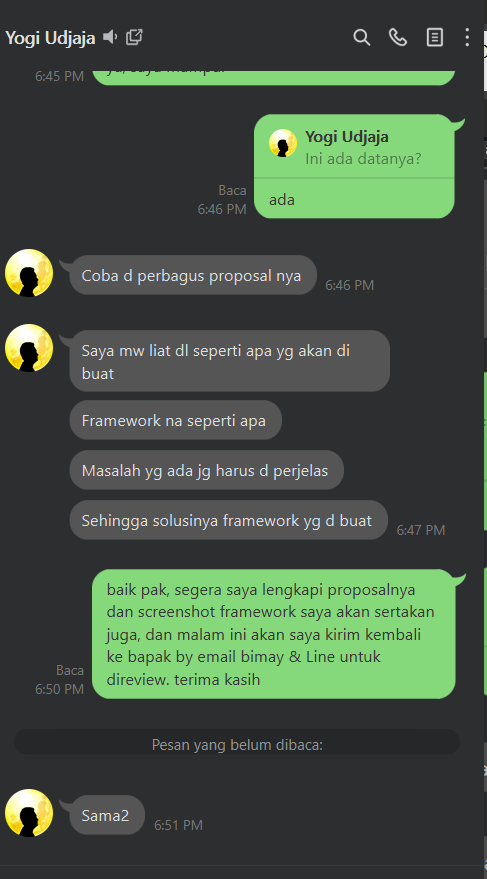 Yogi Udjaja
6:45 PM
Yogi Udjaja
Ini ada datanya?
Baca
6:46 PM
ada
Coba d perbagus proposal nya
6:46 PM
Saya mw liat dl seperti apa yg akan di
buat
Framework na seperti apa
Masalah yg ada jg harus d perjelas
Sehingga solusinya framework yg d buat
6:47 PM
baik pak, segera saya lengkapi proposalnya
dan screenshot framework saya akan sertakan
juga, dan malam ini akan saya kirim kembali
ke bapak by email bimay & Line untuk
direview. terima kasih
Baca
6:50 PM
Pesan yang belum dibaca:
Sama2
6:51 PM